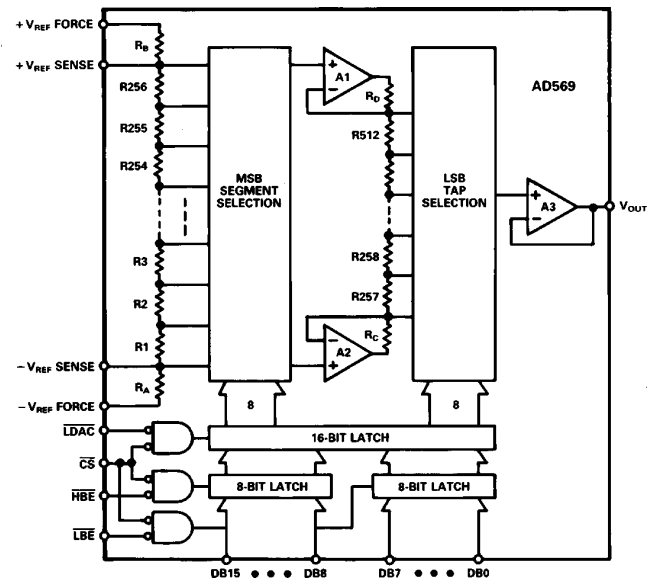 + V_REF FORCE
R_B
+ V_REF SENSE
R256
R255
R254
R3
R2
R1
− V_REF SENSE
R_A
− V_REF FORCE
MSB
SEGMENT
SELECTION
+
A1
−
R_D
R512
R258
R257
R_C
−
A2
+
LSB
TAP
SELECTION
AD569
+
A3
−
V_OUT
8
8
LDAC
16-BIT LATCH
CS
8-BIT LATCH
8-BIT LATCH
HBE
LBE
DB15 • • • DB8 DB7 • • • DB0